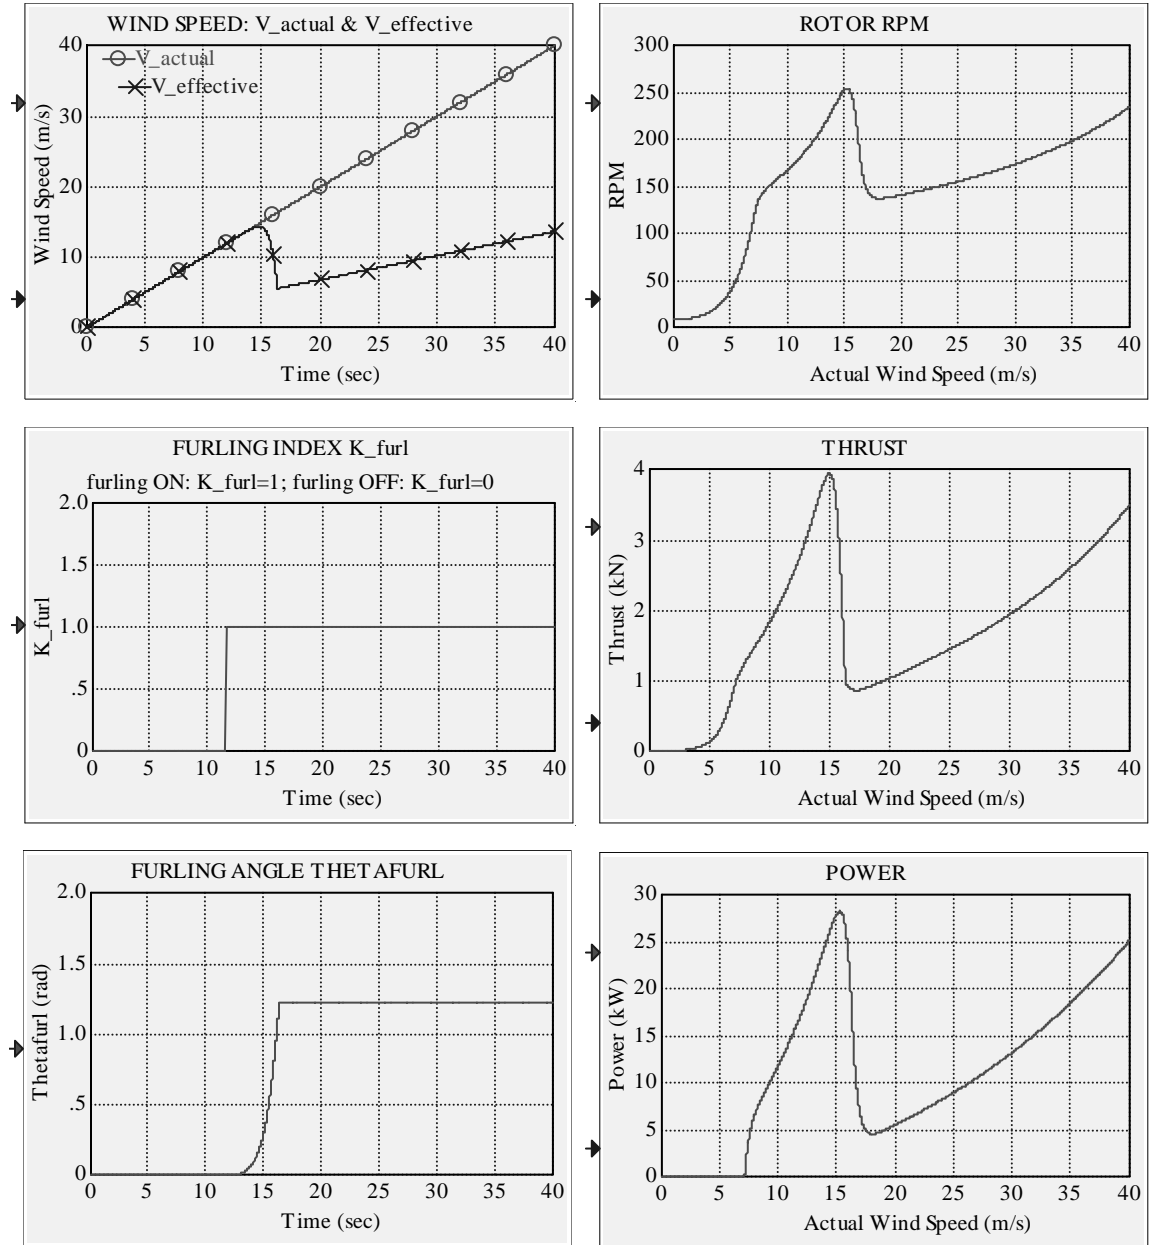 WIND SPEED: V_actual & V_effective
V_actual
V_effective
Wind Speed (m/s)
40
30
20
10
0
0 5 10 15 20 25 30 35 40
Time (sec)
ROTOR RPM
RPM
300
250
200
150
100
50
0
0 5 10 15 20 25 30 35 40
Actual Wind Speed (m/s)
FURLING INDEX K_furl
furling ON: K_furl=1; furling OFF: K_furl=0
K_furl
2.0
1.5
1.0
.5
0
0 5 10 15 20 25 30 35 40
Time (sec)
THRUST
Thrust (kN)
4
3
2
1
0
0 5 10 15 20 25 30 35 40
Actual Wind Speed (m/s)
FURLING ANGLE THETAFURL
Thetafurl (rad)
2.0
1.5
1.0
.5
0
0 5 10 15 20 25 30 35 40
Time (sec)
POWER
Power (kW)
30
25
20
15
10
5
0
0 5 10 15 20 25 30 35 40
Actual Wind Speed (m/s)